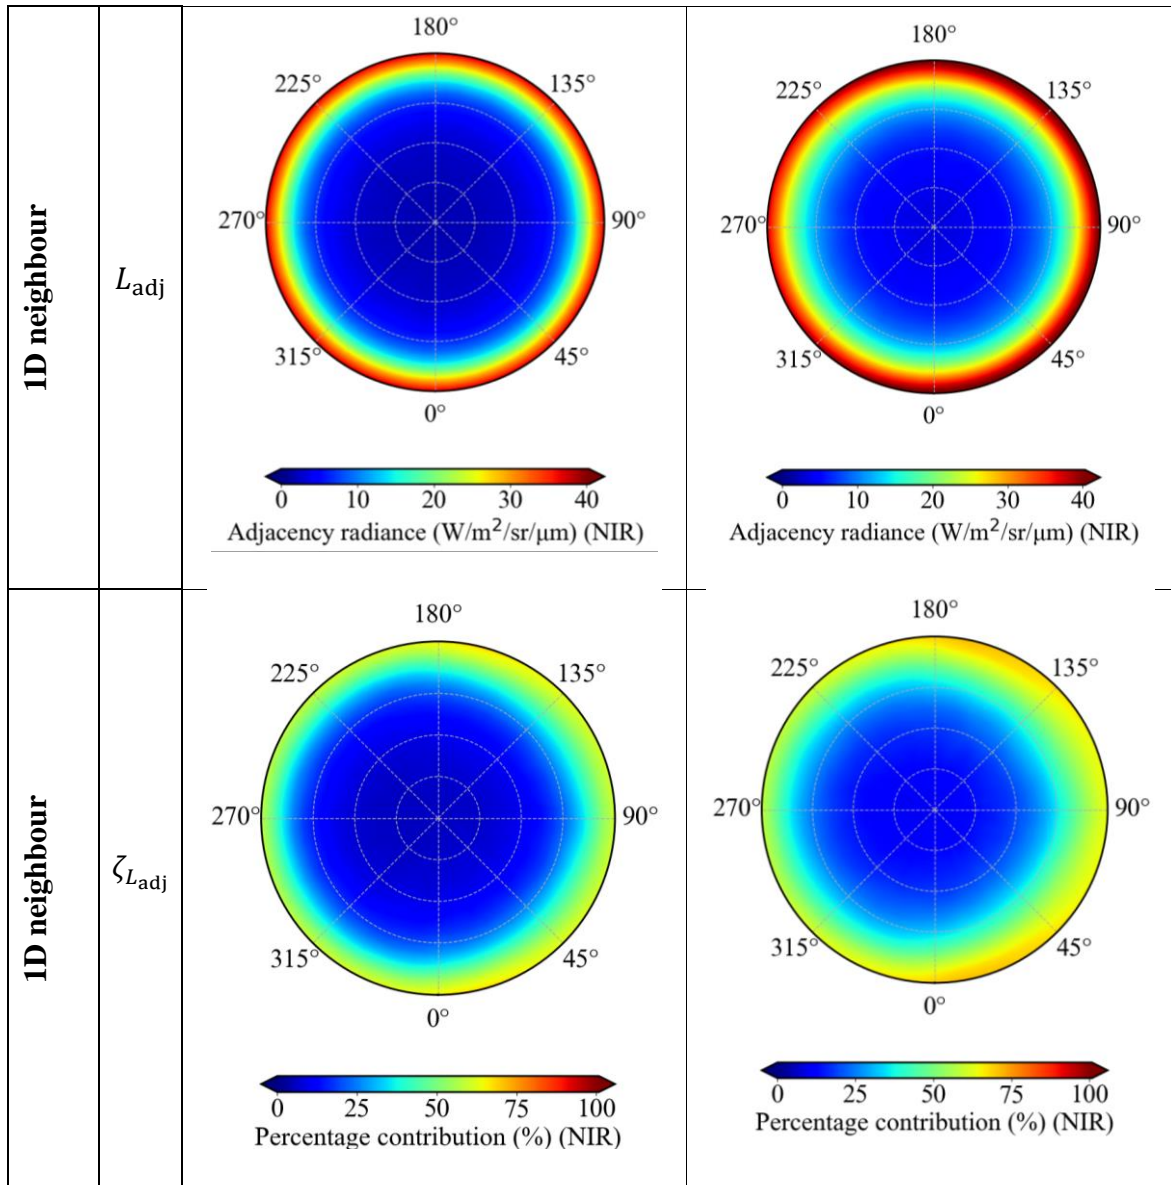 1D neighbour
L_adj
180°
225°
135°
270°
90°
315°
45°
0°
0 10 20 30 40
Adjacency radiance (W/m²/sr/μm) (NIR)
180°
225°
135°
270°
90°
315°
45°
0°
0 10 20 30 40
Adjacency radiance (W/m²/sr/μm) (NIR)
1D neighbour
ζ_L_adj
180°
225°
135°
270°
90°
315°
45°
0°
0 25 50 75 100
Percentage contribution (%) (NIR)
180°
225°
135°
270°
90°
315°
45°
0°
0 25 50 75 100
Percentage contribution (%) (NIR)